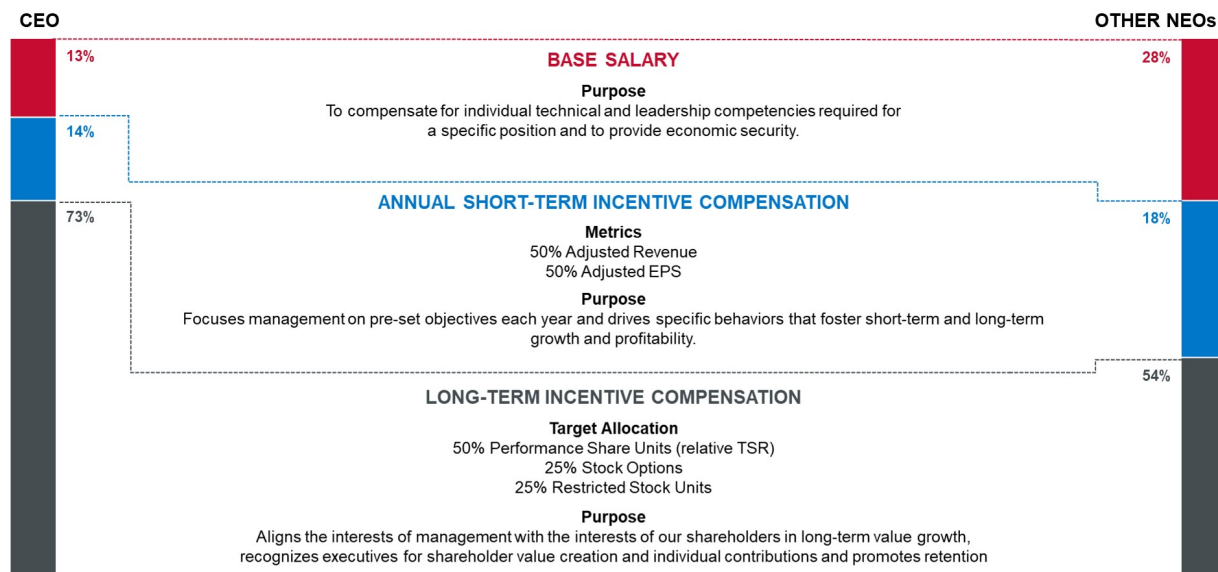 CEO
OTHER NEOs
13%
BASE SALARY
28%
Purpose
To compensate for individual technical and leadership competencies required for
a specific position and to provide economic security.
14%
ANNUAL SHORT-TERM INCENTIVE COMPENSATION
18%
73%
Metrics
50% Adjusted Revenue
50% Adjusted EPS
Purpose
Focuses management on pre-set objectives each year and drives specific behaviors that foster short-term and long-term
growth and profitability.
54%
LONG-TERM INCENTIVE COMPENSATION
Target Allocation
50% Performance Share Units (relative TSR)
25% Stock Options
25% Restricted Stock Units
Purpose
Aligns the interests of management with the interests of our shareholders in long-term value growth,
recognizes executives for shareholder value creation and individual contributions and promotes retention